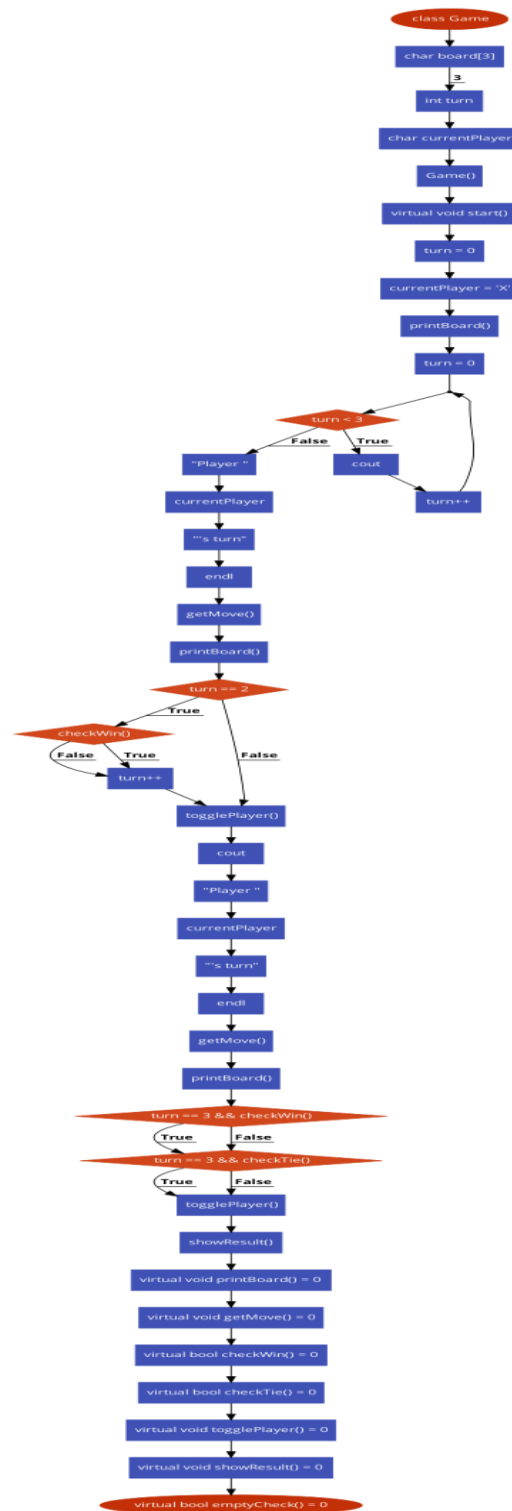 class Game
char board[3]
3
int turn
char currentPlayer
Game()
virtual void start()
turn = 0
currentPlayer = 'X'
printBoard()
turn = 0
turn < 3
False
True
"Player "
cout
currentPlayer
turn++
"'s turn"
endl
getMove()
printBoard()
turn == 2
True
checkWin()
False
True
False
turn++
togglePlayer()
cout
"Player "
currentPlayer
"'s turn"
endl
getMove()
printBoard()
turn == 3 && checkWin()
True
False
turn == 3 && checkTie()
True
False
togglePlayer()
showResult()
virtual void printBoard() = 0
virtual void getMove() = 0
virtual bool checkWin() = 0
virtual bool checkTie() = 0
virtual void togglePlayer() = 0
virtual void showResult() = 0
virtual bool emptyCheck() = 0